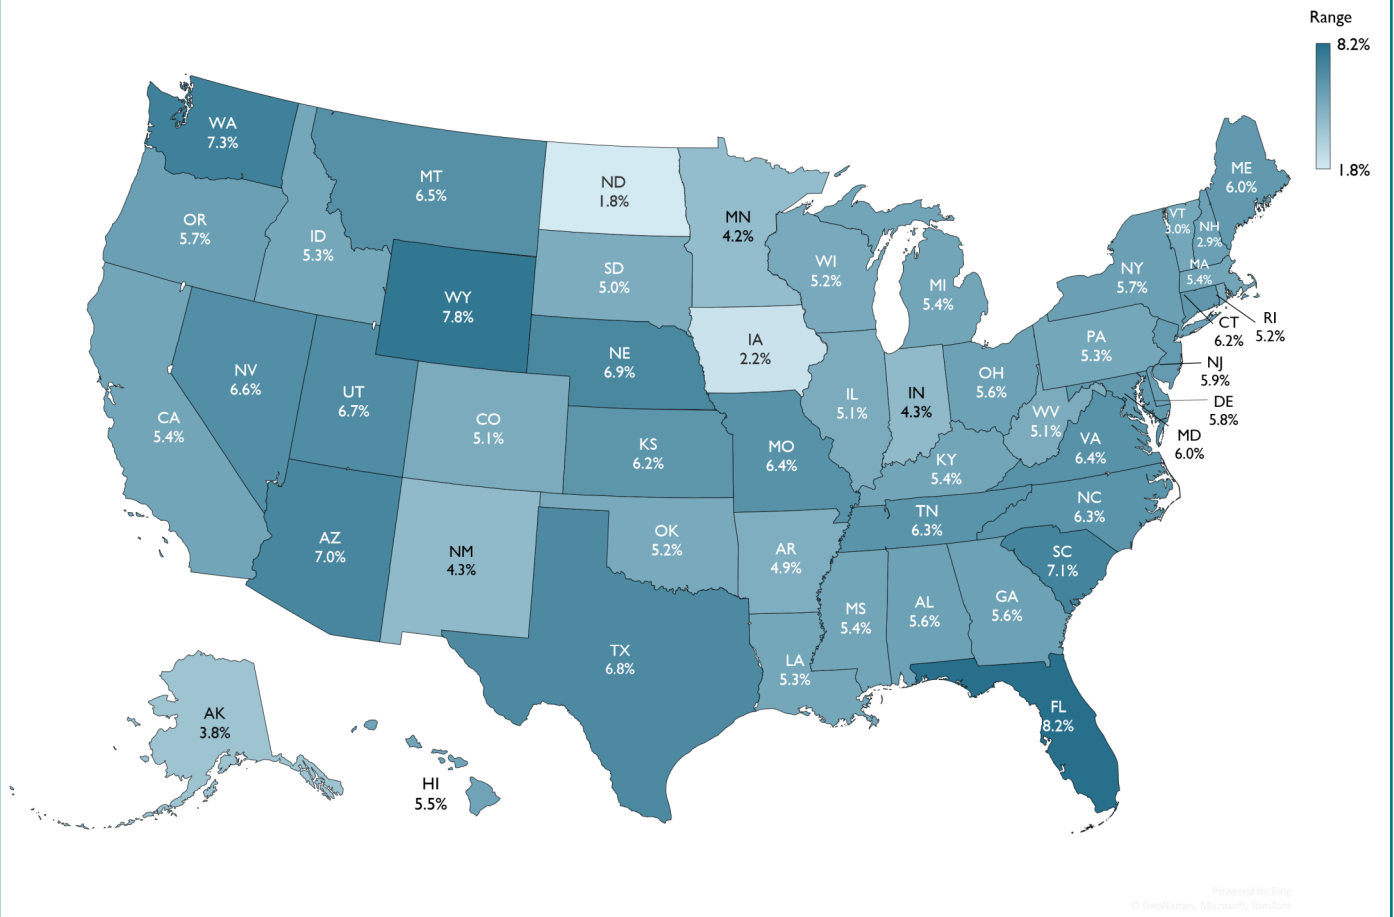 Range
8.2%
1.8%
WA
7.3%
MT
6.5%
ND
1.8%
MN
4.2%
ME
6.0%
OR
5.7%
ID
5.3%
VT
3.0%
NH
2.9%
WY
7.8%
SD
5.0%
WI
5.2%
MI
5.4%
NY
5.7%
MA
5.4%
RI
5.2%
CT
6.2%
IA
2.2%
NE
6.9%
PA
5.3%
NJ
5.9%
NV
6.6%
UT
6.7%
CO
5.1%
IL
5.1%
IN
4.3%
OH
5.6%
DE
5.8%
CA
5.4%
KS
6.2%
MO
6.4%
WV
5.1%
VA
6.4%
MD
6.0%
KY
5.4%
AZ
7.0%
NM
4.3%
OK
5.2%
AR
4.9%
TN
6.3%
NC
6.3%
SC
7.1%
MS
5.4%
AL
5.6%
GA
5.6%
TX
6.8%
LA
5.3%
FL
8.2%
AK
3.8%
HI
5.5%
Powered by Bing
© GeoNames, Microsoft, TomTom